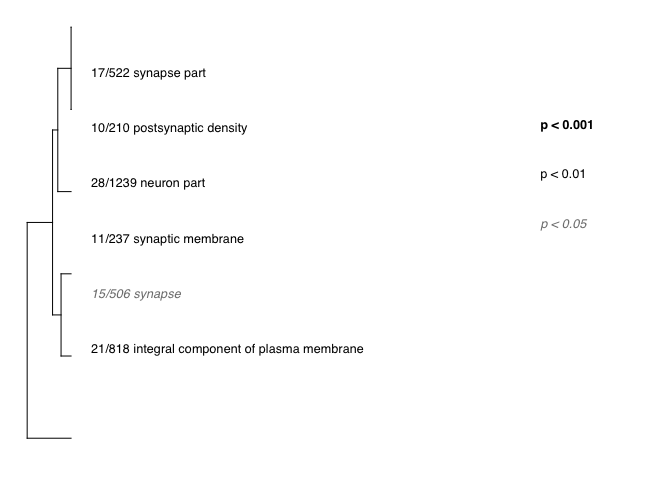 17/522 synapse part
10/210 postsynaptic density
28/1239 neuron part
11/237 synaptic membrane
15/506 synapse
21/818 integral component of plasma membrane
p < 0.001
p < 0.01
p < 0.05